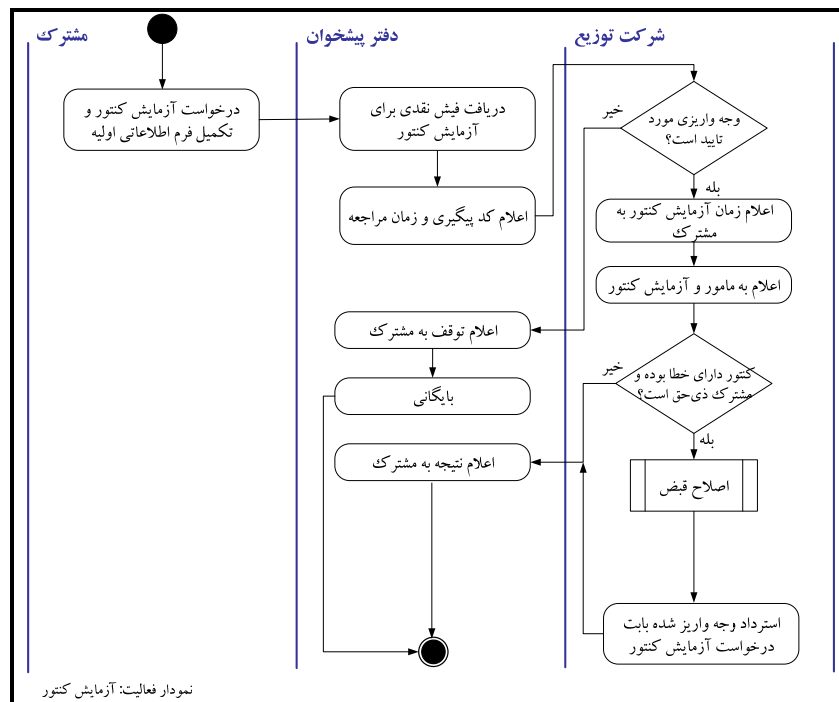 مشترک
دفتر پیشخوان
شرکت توزیع
درخواست آزمایش کنتور و
تکمیل فرم اطلاعاتی اولیه
دریافت فیش نقدی برای
آزمایش کنتور
اعلام کد پیگیری و زمان مراجعه
وجه واریزی مورد
تایید است؟
خیر
بله
اعلام زمان آزمایش کنتور به
مشترک
اعلام به مامور و آزمایش کنتور
اعلام توقف به مشترک
بایگانی
کنتور دارای خطا بوده و
مشترک ذی‌حق است؟
خیر
بله
اعلام نتیجه به مشترک
اصلاح قبض
استرداد وجه واریز شده بابت
درخواست آزمایش کنتور
نمودار فعالیت: آزمایش کنتور